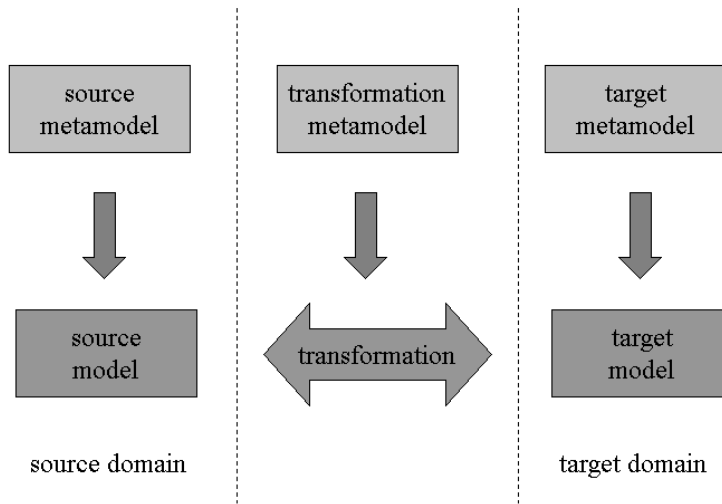 source
metamodel
transformation
metamodel
target
metamodel
source
model
transformation
target
model
source domain
target domain